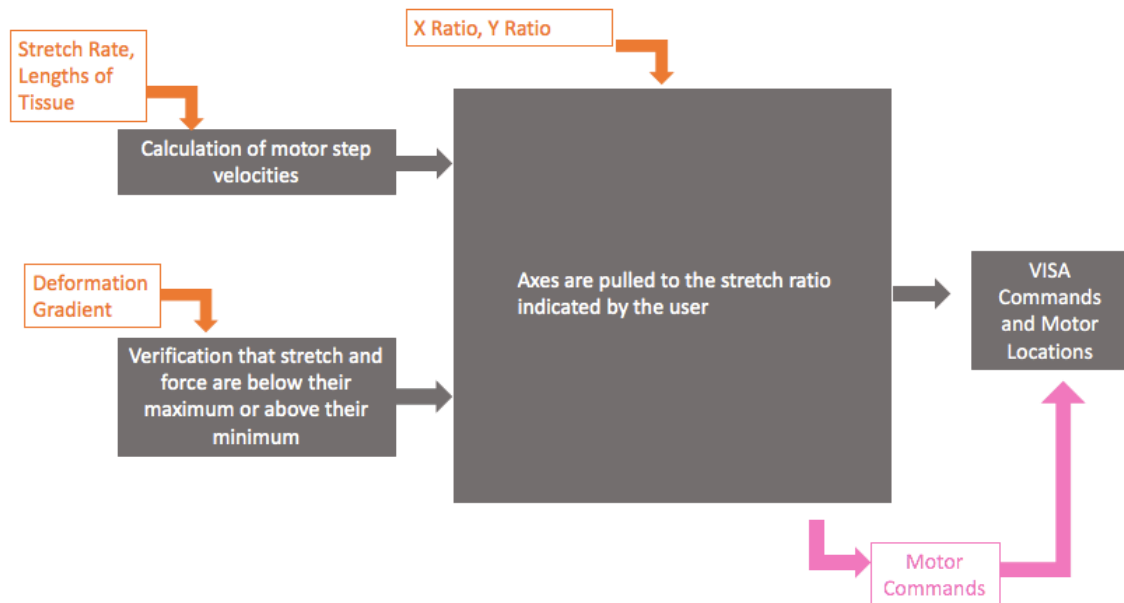 X Ratio, Y Ratio
Stretch Rate,
Lengths of
Tissue
Calculation of motor step
velocities
Deformation
Gradient
Verification that stretch and
force are below their
maximum or above their
minimum
Axes are pulled to the stretch ratio
indicated by the user
VISA
Commands
and Motor
Locations
Motor
Commands